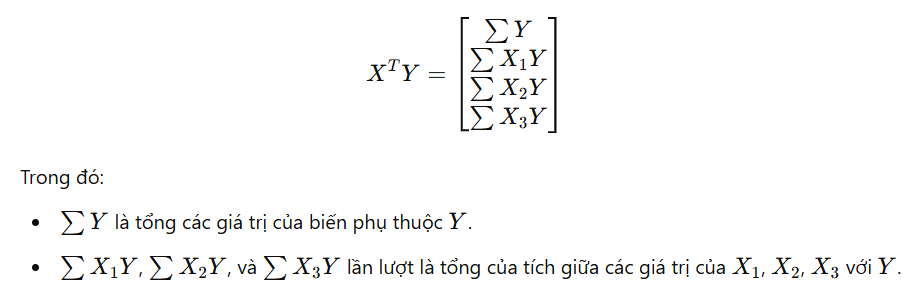 XᵀY = [∑Y
∑X₁Y
∑X₂Y
∑X₃Y]
Trong đó:
• ∑Y là tổng các giá trị của biến phụ thuộc Y.
• ∑X₁Y, ∑X₂Y, và ∑X₃Y lần lượt là tổng của tích giữa các giá trị của X₁, X₂, X₃ với Y.